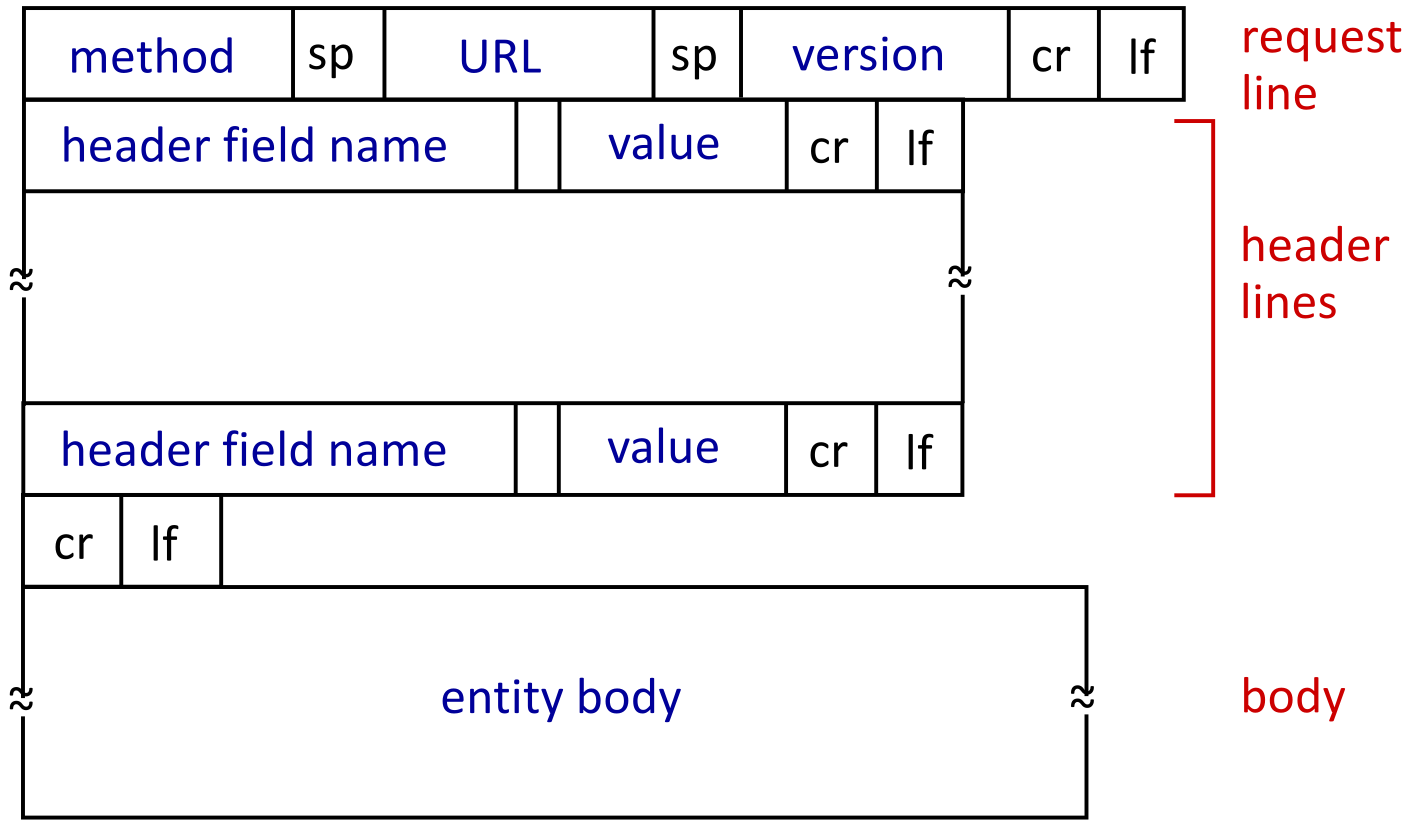 method sp URL sp version cr lf
request
line
header field name value cr lf
header
lines
header field name value cr lf
cr lf
entity body
body